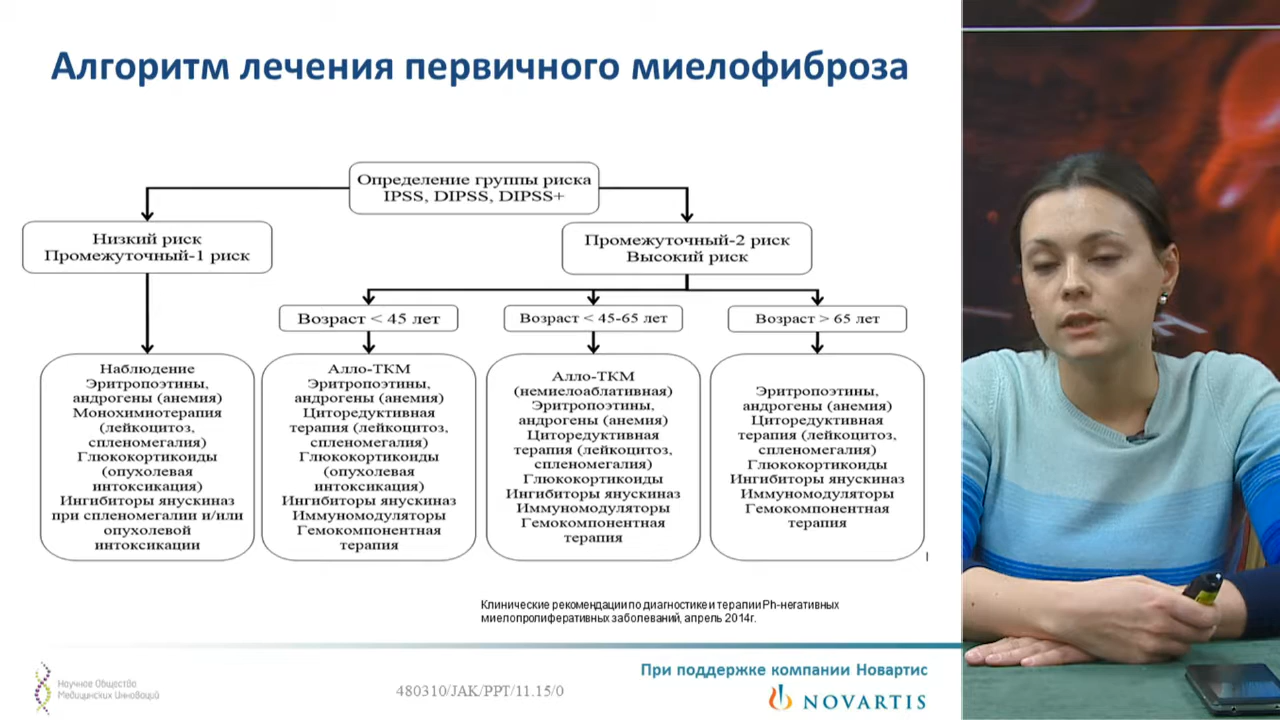 Алгоритм лечения первичного миелофиброза
Определение группы риска
IPSS, DIPSS, DIPSS+
Низкий риск
Промежуточный-1 риск
Промежуточный-2 риск
Высокий риск
Возраст < 45 лет
Возраст < 45-65 лет
Возраст > 65 лет
Наблюдение
Эритропоэтины,
андрогены (анемия)
Монохимиотерапия
(лейкоцитоз,
спленомегалия)
Глюкокортикоиды
(опухолевая
интоксикация)
Ингибиторы янускиназ
при спленомегалии и/или
опухолевой
интоксикации
Алло-ТКМ
Эритропоэтины,
андрогены (анемия)
Циторедуктивная
терапия (лейкоцитоз,
спленомегалия)
Глюкокортикоиды
(опухолевая
интоксикация)
Ингибиторы янускиназ
Иммуномодуляторы
Гемокомпонентная
терапия
Алло-ТКМ
(немиелоаблативная)
Эритропоэтины,
андрогены (анемия)
Циторедуктивная
терапия (лейкоцитоз,
спленомегалия)
Глюкокортикоиды
Ингибиторы янускиназ
Иммуномодуляторы
Гемокомпонентная
терапия
Эритропоэтины,
андрогены (анемия)
Циторедуктивная
терапия (лейкоцитоз,
спленомегалия)
Глюкокортикоиды
Ингибиторы янускиназ
Иммуномодуляторы
Гемокомпонентная
терапия
Клинические рекомендации по диагностике и терапии Ph-негативных
миелопролиферативных заболеваний, апрель 2014г.
При поддержке компании Новартис
Научное Общество
Медицинских Инноваций
480310/JAK/PPT/11.15/0
NOVARTIS